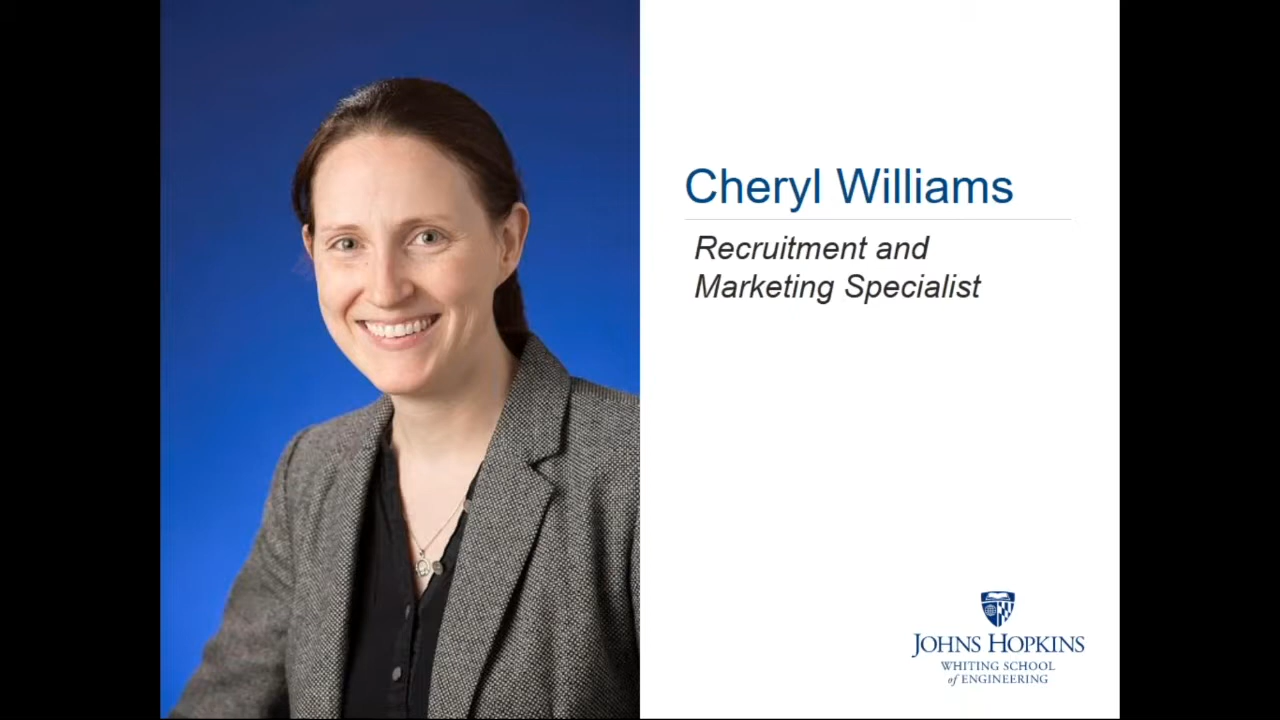 Cheryl Williams
Recruitment and
Marketing Specialist
JOHNS HOPKINS
WHITING SCHOOL
of ENGINEERING